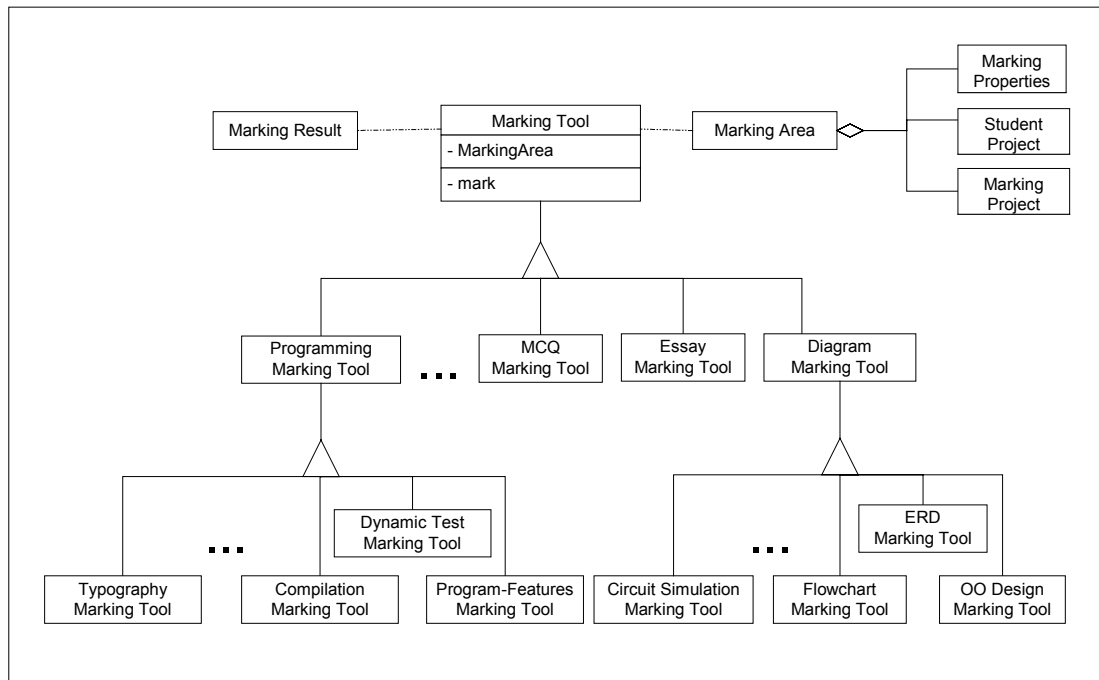 Marking
Properties
Marking Result
Marking Tool
- MarkingArea
- mark
Marking Area
Student
Project
Marking
Project
Programming
Marking Tool
...
MCQ
Marking Tool
Essay
Marking Tool
Diagram
Marking Tool
Dynamic Test
Marking Tool
ERD
Marking Tool
...
...
Typography
Marking Tool
Compilation
Marking Tool
Program-Features
Marking Tool
Circuit Simulation
Marking Tool
Flowchart
Marking Tool
OO Design
Marking Tool